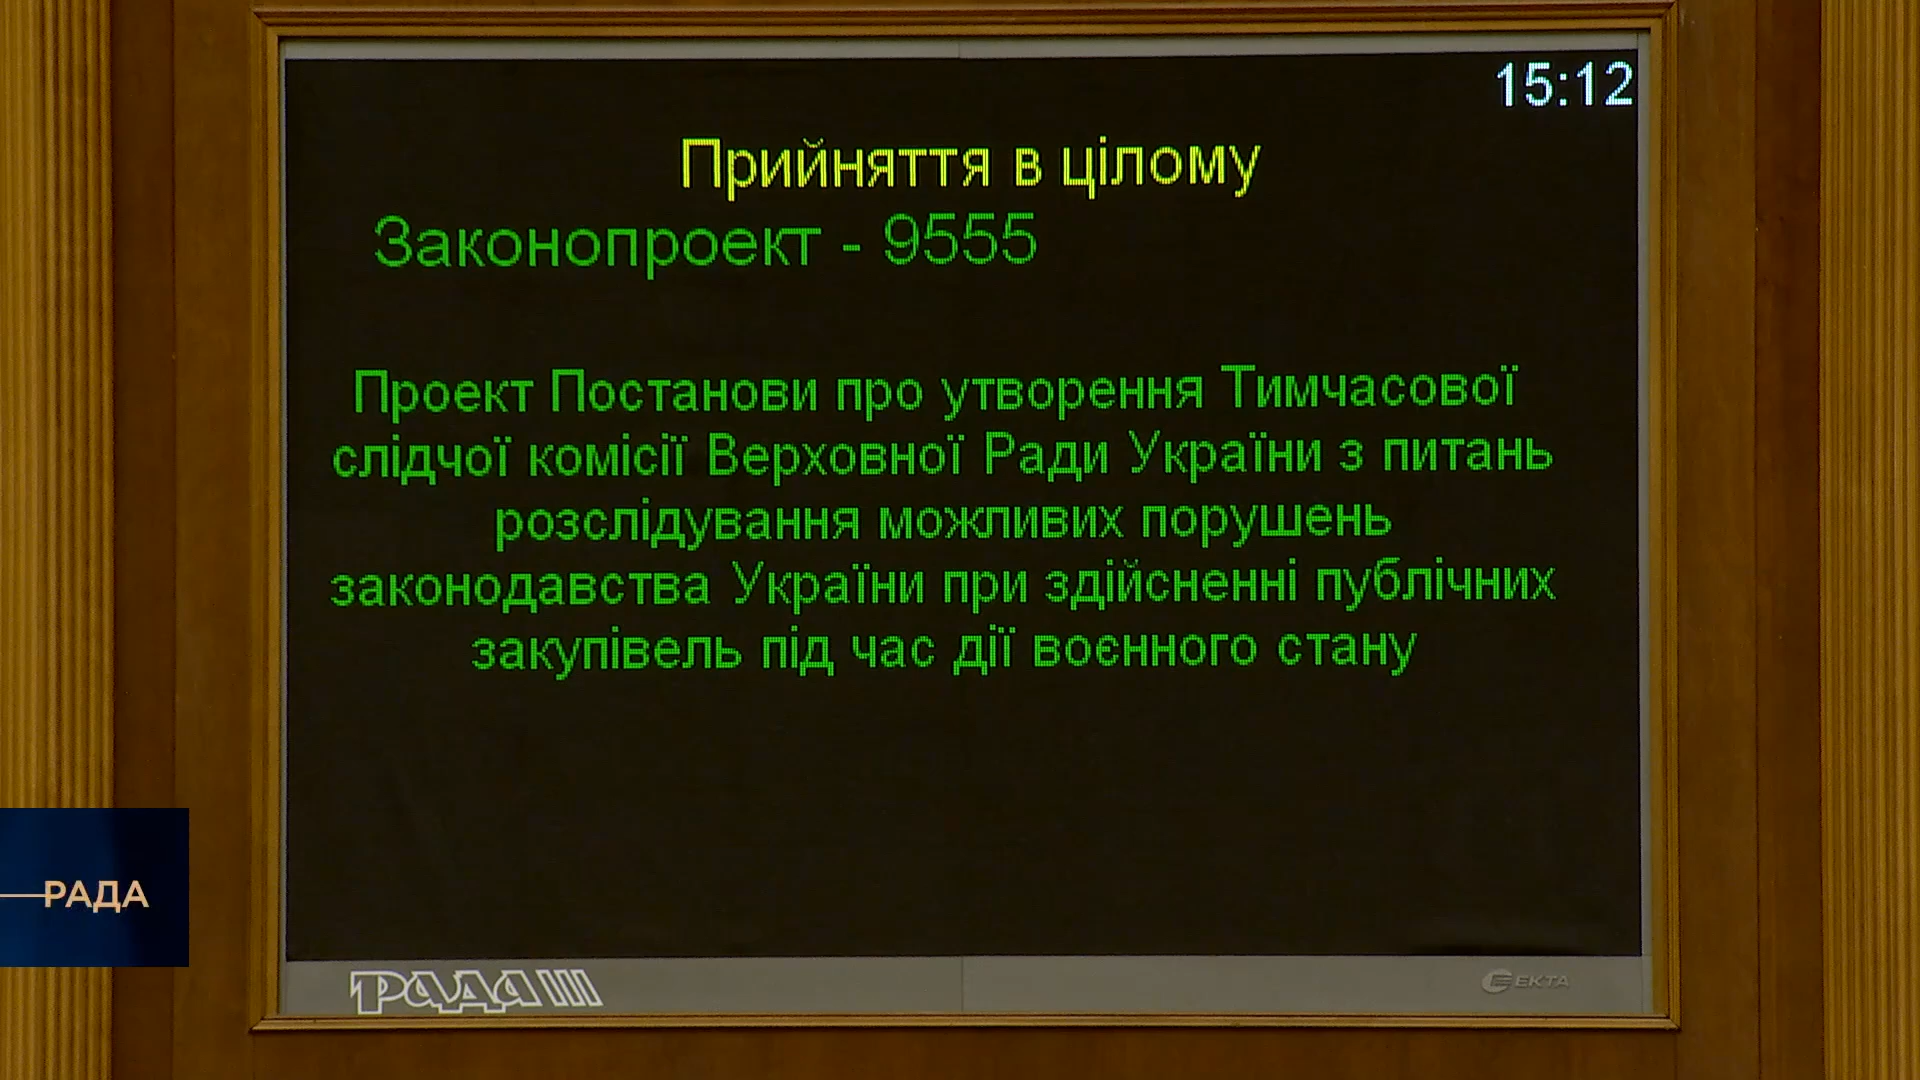 15:12
Прийняття в цілому
Законопроект - 9555
Проект Постанови про утворення Тимчасової
слідчої комісії Верховної Ради України з питань
розслідування можливих порушень
законодавства України при здійсненні публічних
закупівель під час дії воєнного стану
РАДА
РАДАIII
ЕКТА